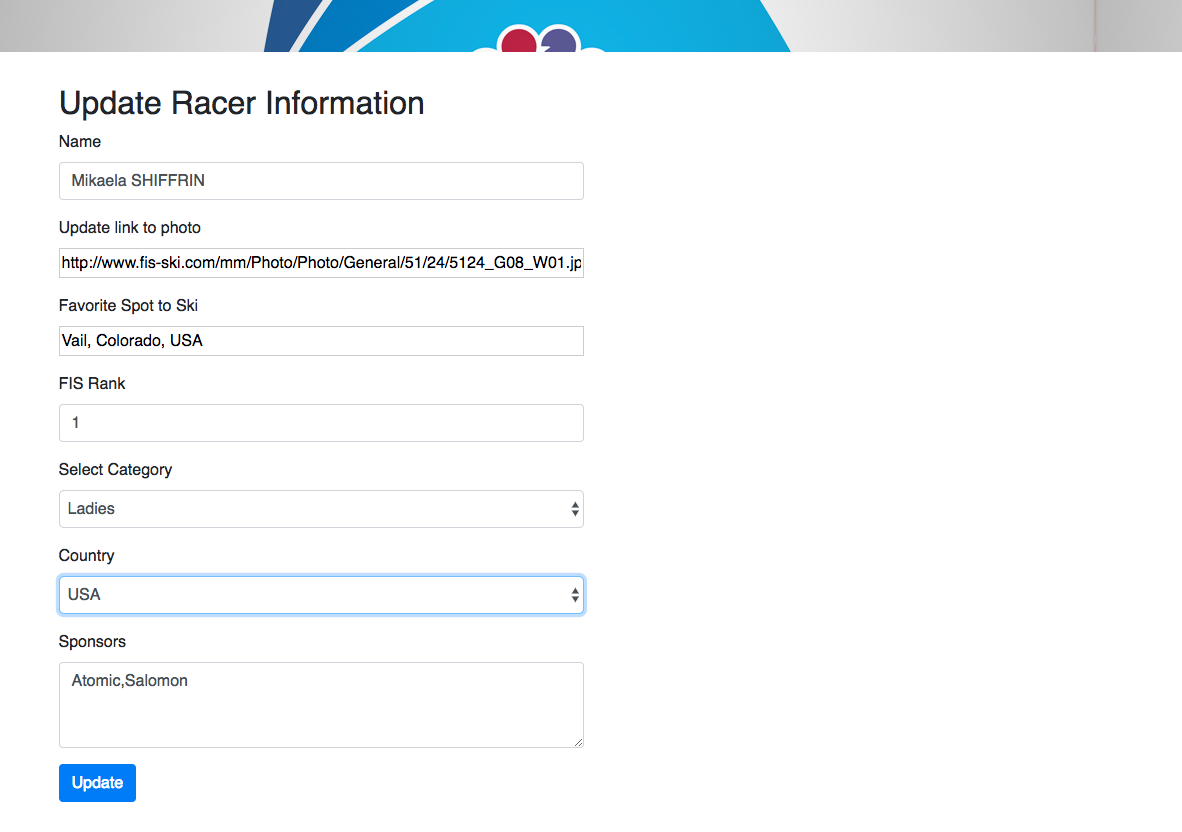 Update Racer Information
Name
Mikaela SHIFFRIN
Update link to photo
http://www.fis-ski.com/mm/Photo/Photo/General/51/24/5124_G08_W01.jp
Favorite Spot to Ski
Vail, Colorado, USA
FIS Rank
1
Select Category
Ladies
Country
USA
Sponsors
Atomic,Salomon
Update